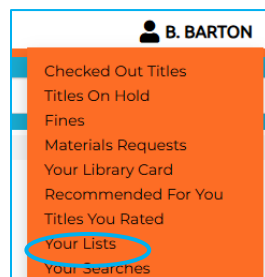 B. BARTON
Checked Out Titles
Titles On Hold
Fines
Materials Requests
Your Library Card
Recommended For You
Titles You Rated
Your Lists
Your Searches